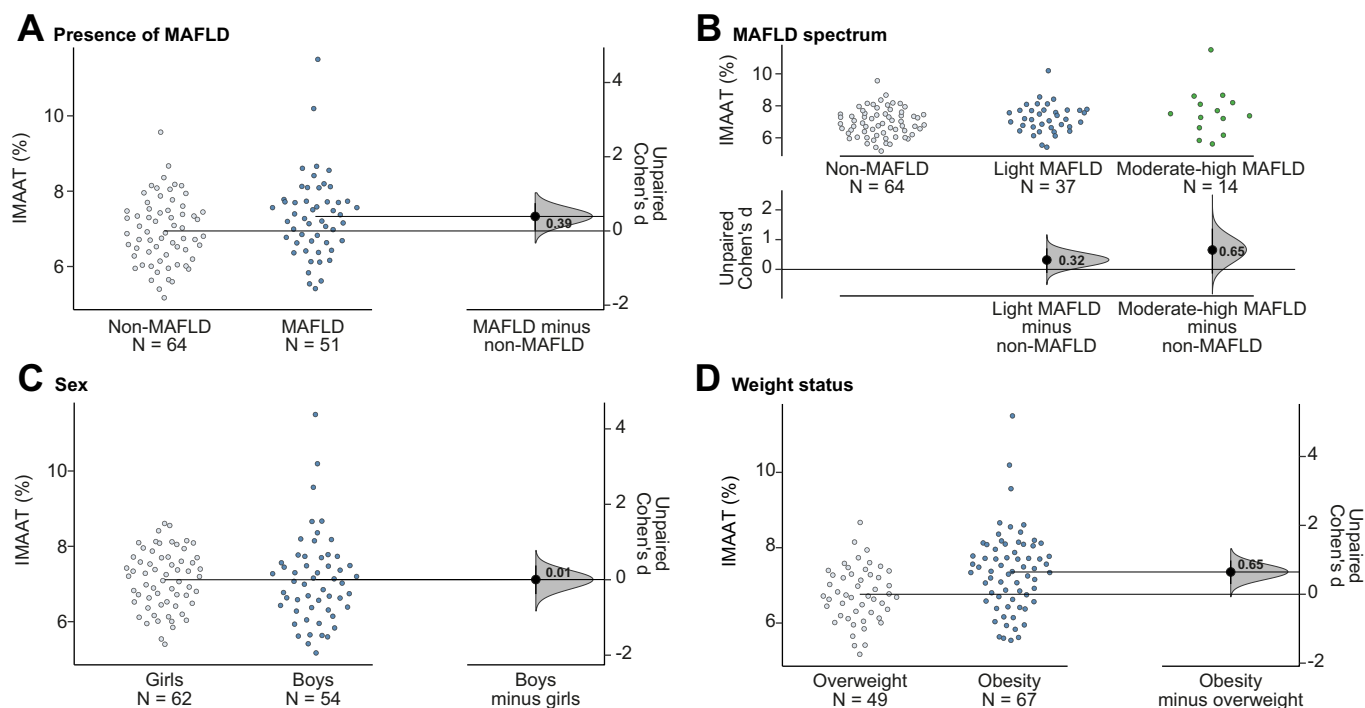 A Presence of MAFLD
IMAAT (%)
10
8
6
4
2
0
-2
Unpaired
Cohen's d
0.39
Non-MAFLD
N = 64
MAFLD
N = 51
MAFLD minus
non-MAFLD
B MAFLD spectrum
IMAAT (%)
10
8
6
Non-MAFLD
N = 64
Light MAFLD
N = 37
Moderate-high MAFLD
N = 14
Unpaired
Cohen's d
2
1
0
0.32
0.65
Light MAFLD
minus
non-MAFLD
Moderate-high MAFLD
minus
non-MAFLD
C Sex
IMAAT (%)
10
8
6
4
2
0
-2
Unpaired
Cohen's d
0.01
Girls
N = 62
Boys
N = 54
Boys
minus girls
D Weight status
IMAAT (%)
10
8
6
4
2
0
-2
Unpaired
Cohen's d
0.65
Overweight
N = 49
Obesity
N = 67
Obesity
minus overweight